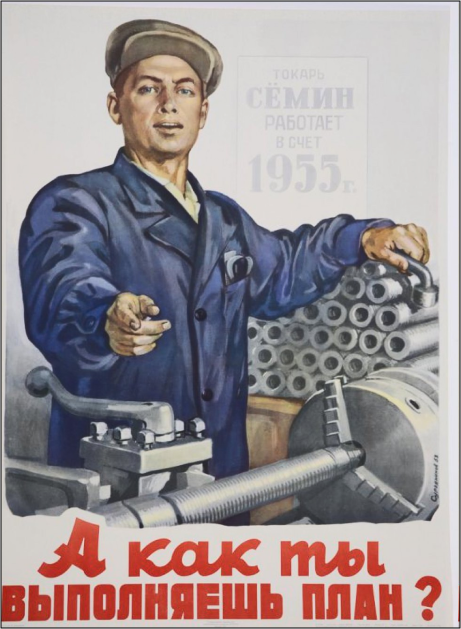 ТОКАРЬ
СЁМИН
РАБОТАЕТ
В СЧЕТ
1955 г.
А как ты
ВЫПОЛНЯЕШЬ ПЛАН ?